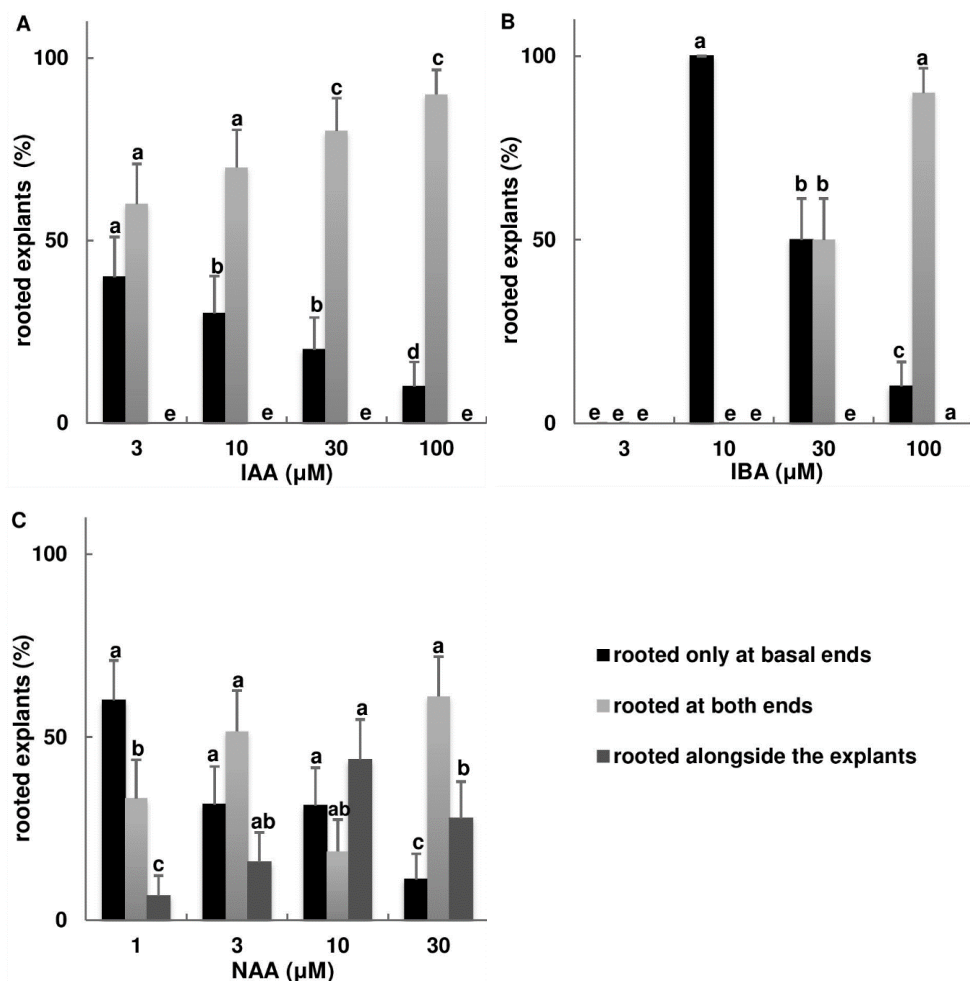 A
100
50
0
rooted explants (%)
a
a
e
b
a
e
b
c
e
d
c
e
3 10 30 100
IAA (µM)
B
100
50
0
rooted explants (%)
e e e
a
e e
b b
e
c
a
a
3 10 30 100
IBA (µM)
C
100
50
0
rooted explants (%)
a
b
c
a
a
ab
a
ab
a
c
a
b
1 3 10 30
NAA (µM)
rooted only at basal ends
rooted at both ends
rooted alongside the explants